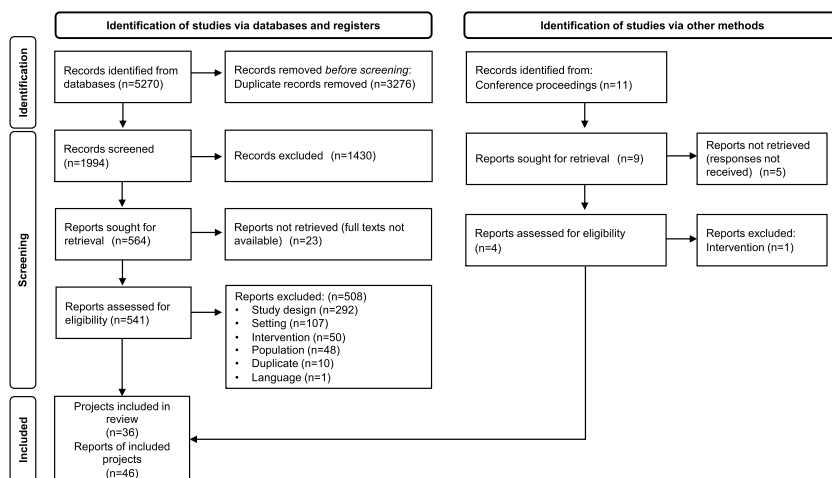 Identification of studies via databases and registers
Identification of studies via other methods
Identification
Records identified from
databases (n=5270)
Records removed before screening:
Duplicate records removed (n=3276)
Records identified from:
Conference proceedings (n=11)
Screening
Records screened
(n=1994)
Records excluded (n=1430)
Reports sought for retrieval (n=9)
Reports not retrieved
(responses not
received) (n=5)
Reports sought for
retrieval (n=564)
Reports not retrieved (full texts not
available) (n=23)
Reports assessed for eligibility
(n=4)
Reports excluded:
Intervention (n=1)
Reports assessed for
eligibility (n=541)
Reports excluded: (n=508)
• Study design (n=292)
• Setting (n=107)
• Intervention (n=50)
• Population (n=48)
• Duplicate (n=10)
• Language (n=1)
Included
Projects included in
review
(n=36)
Reports of included
projects
(n=46)